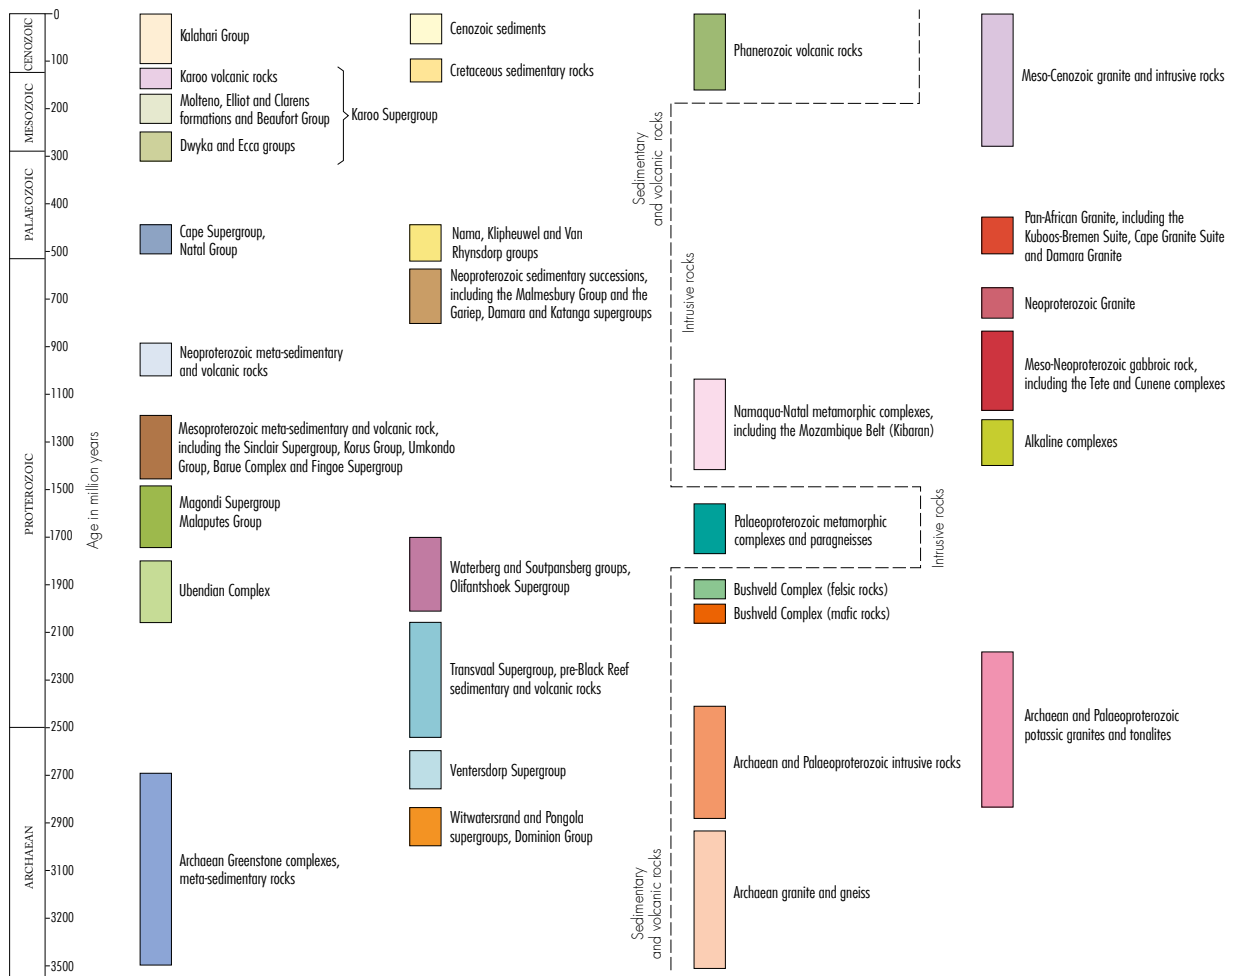 CENOZOIC
MESOZOIC
PALAEOZOIC
PROTEROZOIC
ARCHAEAN
0
100
200
300
400
500
700
900
1100
1300
1500
1700
1900
2100
2300
2500
2700
2900
3100
3200
3500
Age in million years
Kalahari Group
Karoo volcanic rocks
Molteno, Elliot and Clarens
formations and Beaufort Group
Dwyka and Ecca groups
Karoo Supergroup
Cape Supergroup,
Natal Group
Neoproterozoic meta-sedimentary
and volcanic rocks
Mesoproterozoic meta-sedimentary and volcanic rock,
including the Sinclair Supergroup, Korus Group, Umkondo
Group, Barue Complex and Fingoe Supergroup
Magondi Supergroup
Malaputes Group
Ubendian Complex
Archaean Greenstone complexes,
meta-sedimentary rocks
Cenozoic sediments
Cretaceous sedimentary rocks
Nama, Klipheuwel and Van
Rhynsdorp groups
Neoproterozoic sedimentary successions,
including the Malmesbury Group and the
Gariep, Damara and Katanga supergroups
Waterberg and Soutpansberg groups,
Olifantshoek Supergroup
Transvaal Supergroup, pre-Black Reef
sedimentary and volcanic rocks
Ventersdorp Supergroup
Witwatersrand and Pongola
supergroups, Dominion Group
Sedimentary
and volcanic rocks
Intrusive rocks
Sedimentary
and volcanic rocks
Phanerozoic volcanic rocks
Namaqua-Natal metamorphic complexes,
including the Mozambique Belt (Kibaran)
Palaeoproterozoic metamorphic
complexes and paragneisses
Intrusive rocks
Bushveld Complex (felsic rocks)
Bushveld Complex (mafic rocks)
Archaean and Palaeoproterozoic intrusive rocks
Archaean granite and gneiss
Meso-Cenozoic granite and intrusive rocks
Pan-African Granite, including the
Kuboos-Bremen Suite, Cape Granite Suite
and Damara Granite
Neoproterozoic Granite
Meso-Neoproterozoic gabbroic rock,
including the Tete and Cunene complexes
Alkaline complexes
Archaean and Palaeoproterozoic
potassic granites and tonalites